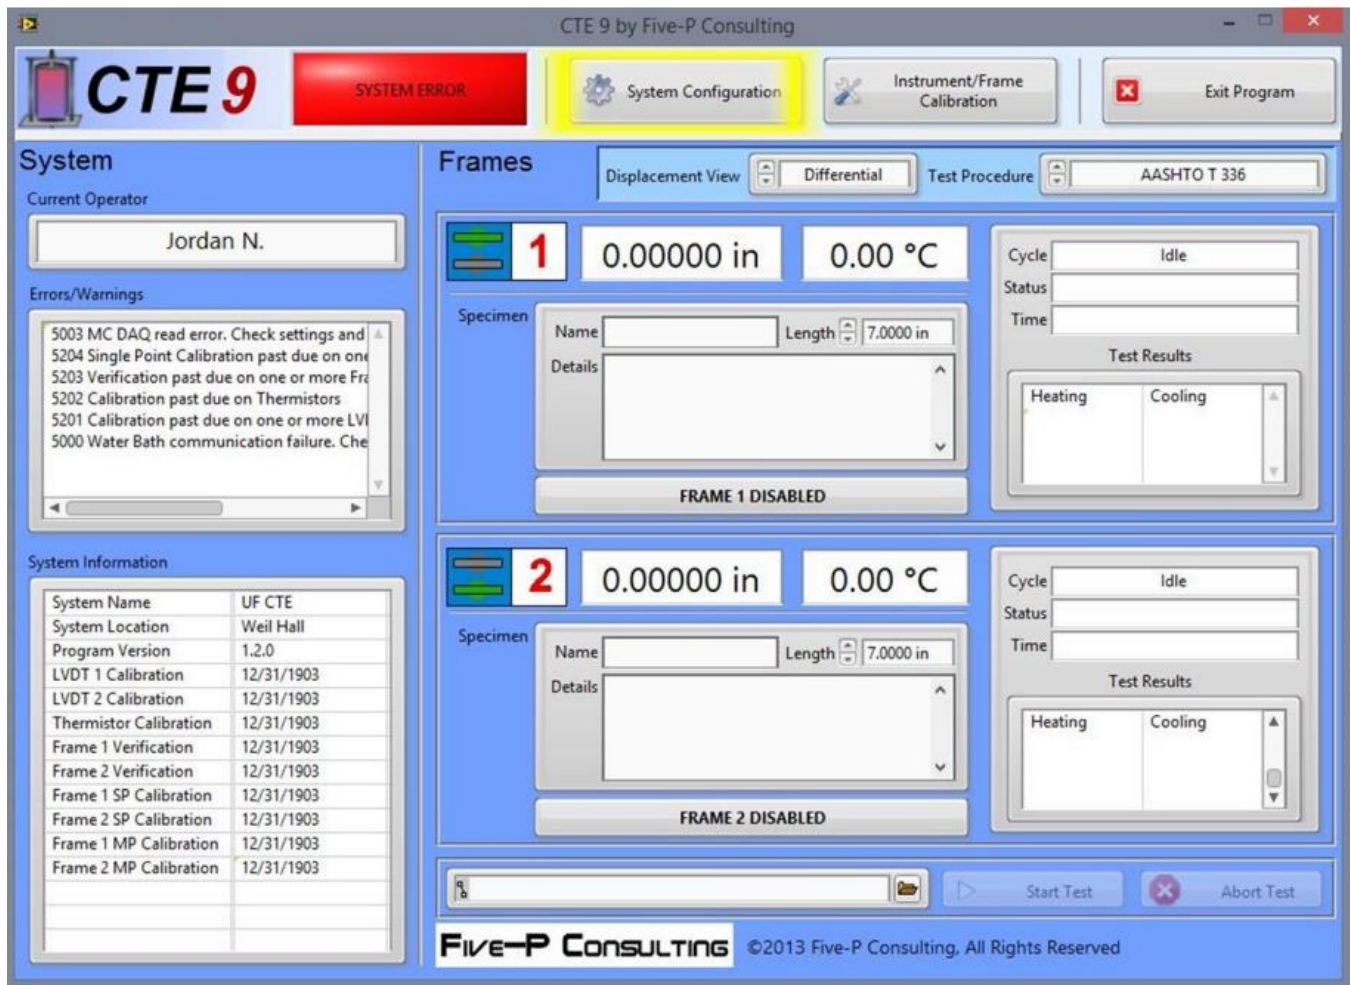 CTE 9 by Five-P Consulting
CTE 9
SYSTEM ERROR
System Configuration
Instrument/Frame
Calibration
Exit Program
System
Current Operator
Jordan N.
Errors/Warnings
5003 MC DAQ read error. Check settings and
5204 Single Point Calibration past due on one
5203 Verification past due on one or more Fra
5202 Calibration past due on Thermistors
5201 Calibration past due on one or more LVI
5000 Water Bath communication failure. Che
System Information
System Name UF CTE
System Location Weil Hall
Program Version 1.2.0
LVDT 1 Calibration 12/31/1903
LVDT 2 Calibration 12/31/1903
Thermistor Calibration 12/31/1903
Frame 1 Verification 12/31/1903
Frame 2 Verification 12/31/1903
Frame 1 SP Calibration 12/31/1903
Frame 2 SP Calibration 12/31/1903
Frame 1 MP Calibration 12/31/1903
Frame 2 MP Calibration 12/31/1903
Frames
Displacement View Differential Test Procedure AASHTO T 336
1 0.00000 in 0.00 °C
Specimen
Name Length 7.0000 in
Details
FRAME 1 DISABLED
Cycle Idle
Status
Time
Test Results
Heating Cooling
2 0.00000 in 0.00 °C
Specimen
Name Length 7.0000 in
Details
FRAME 2 DISABLED
Cycle Idle
Status
Time
Test Results
Heating Cooling
Start Test
Abort Test
Five-P Consulting ©2013 Five-P Consulting, All Rights Reserved